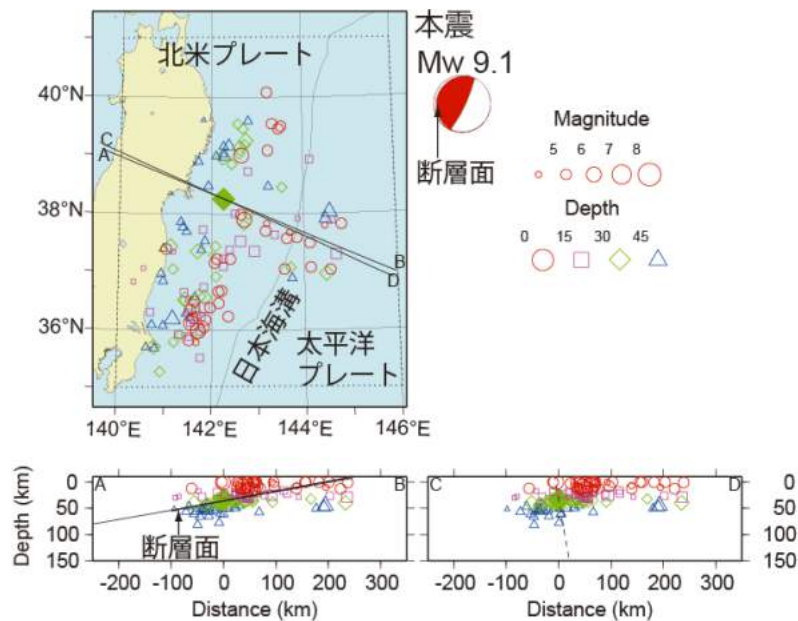 本震
Mw 9.1
断層面
北米プレート
40°N
38°N
36°N
C
A
B
D
日本海溝
太平洋
プレート
140°E
142°E
144°E
146°E
Magnitude
5 6 7 8
Depth
0 15 30 45
A B
C D
Depth (km)
0
50
100
150
断層面
0
50
100
150
-200 -100 0 100 200 300
-200 -100 0 100 200 300
Distance (km)
Distance (km)